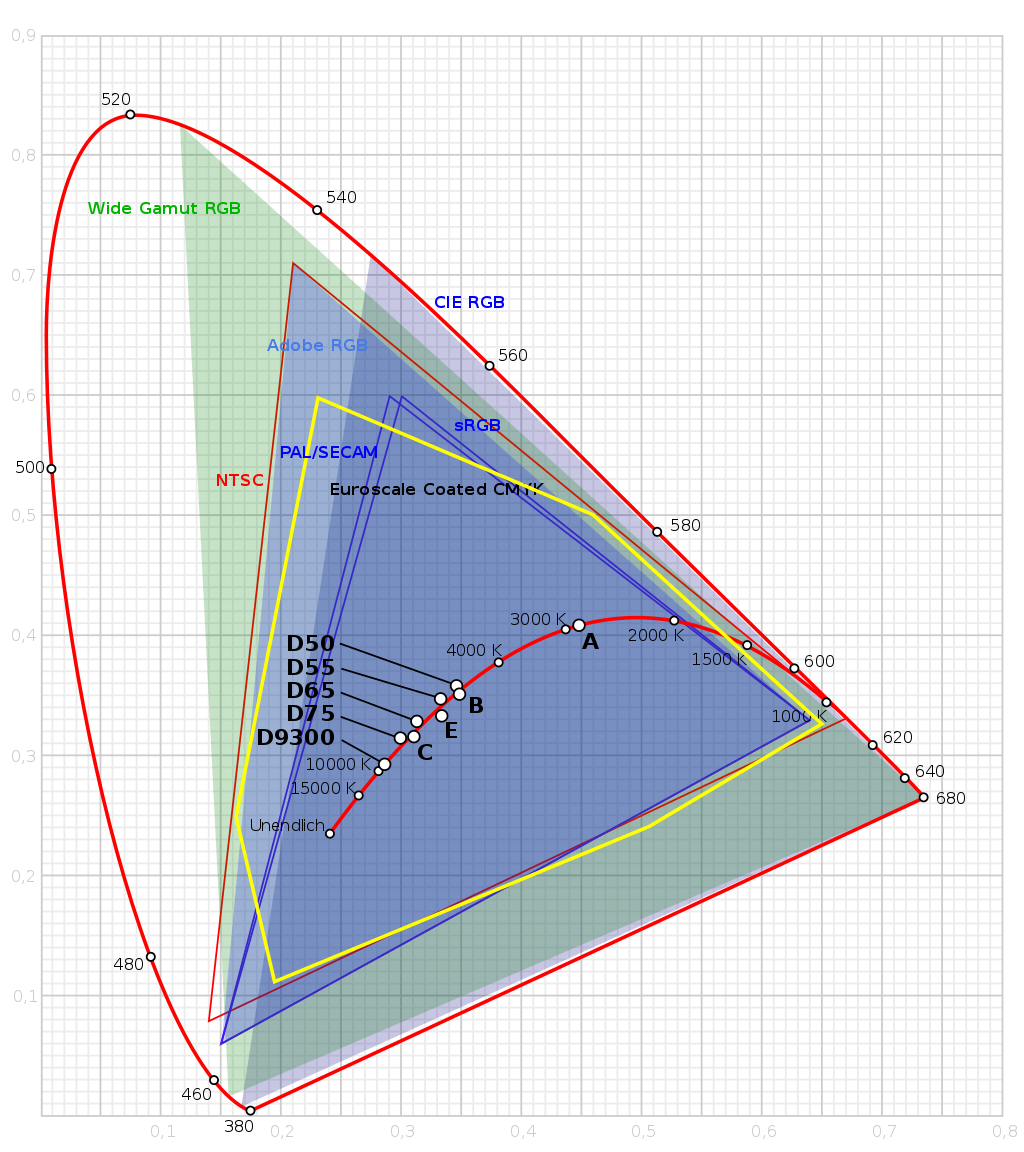 0,9
520
0,8
540
Wide Gamut RGB
0,7
CIE RGB
Adobe RGB
560
0,6
sRGB
PAL/SECAM
500
NTSC
Euroscale Coated CMYK
0,5
580
3000 K
0,4
2000 K
A
D50
4000 K
1500 K
600
D55
D65
B
D75
1000 K
E
D9300
620
C
0,3
10000 K
640
15000 K
680
Unendlich
0,2
480
0,1
460
380
0,1
0,2
0,3
0,4
0,5
0,6
0,7
0,8